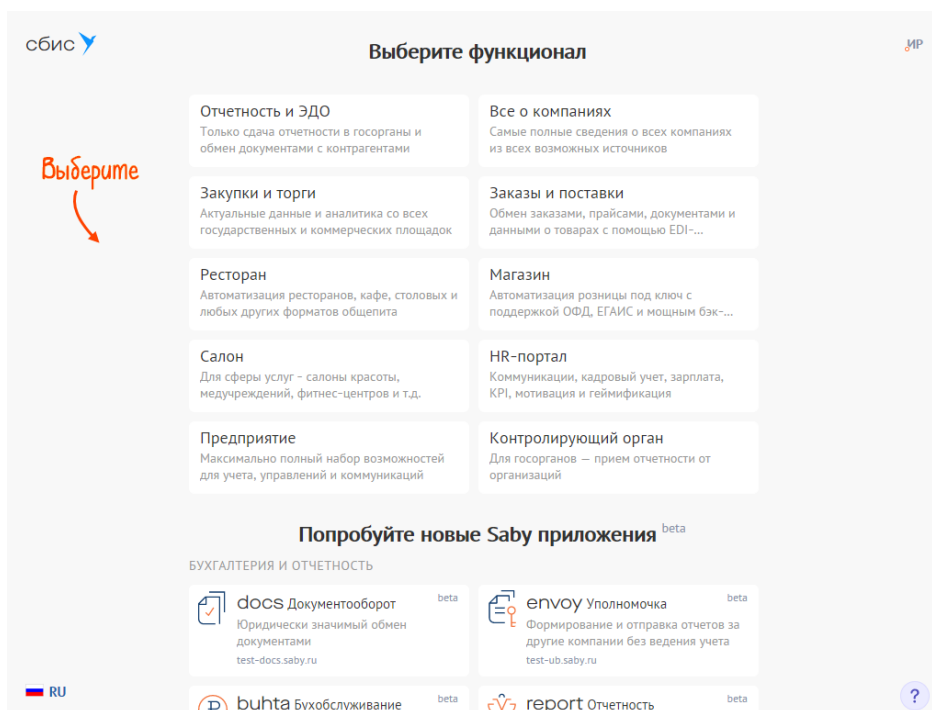 сбис
Выберите функционал
ИР
Отчетность и ЭДО
Только сдача отчетности в госорганы и
обмен документами с контрагентами
Все о компаниях
Самые полные сведения о всех компаниях
из всех возможных источников
Выберите
Закупки и торги
Актуальные данные и аналитика со всех
государственных и коммерческих площадок
Заказы и поставки
Обмен заказами, прайсами, документами и
данными о товарах с помощью EDI-...
Ресторан
Автоматизация ресторанов, кафе, столовых и
любых других форматов общепита
Магазин
Автоматизация розницы под ключ с
поддержкой ОФД, ЕГАИС и мощным бэк-...
Салон
Для сферы услуг - салоны красоты,
медучреждений, фитнес-центров и т.д.
HR-портал
Коммуникации, кадровый учет, зарплата,
KPI, мотивация и геймификация
Предприятие
Максимально полный набор возможностей
для учета, управлений и коммуникаций
Контролирующий орган
Для госорганов — прием отчетности от
организаций
Попробуйте новые Saby приложения beta
БУХГАЛТЕРИЯ И ОТЧЕТНОСТЬ
docs Документооборот beta
Юридически значимый обмен
документами
test-docs.saby.ru
envoy Уполномочка beta
Формирование и отправка отчетов за
другие компании без ведения учета
test-ub.saby.ru
RU
buhta Бухобслуживание beta
report Отчетность beta
?